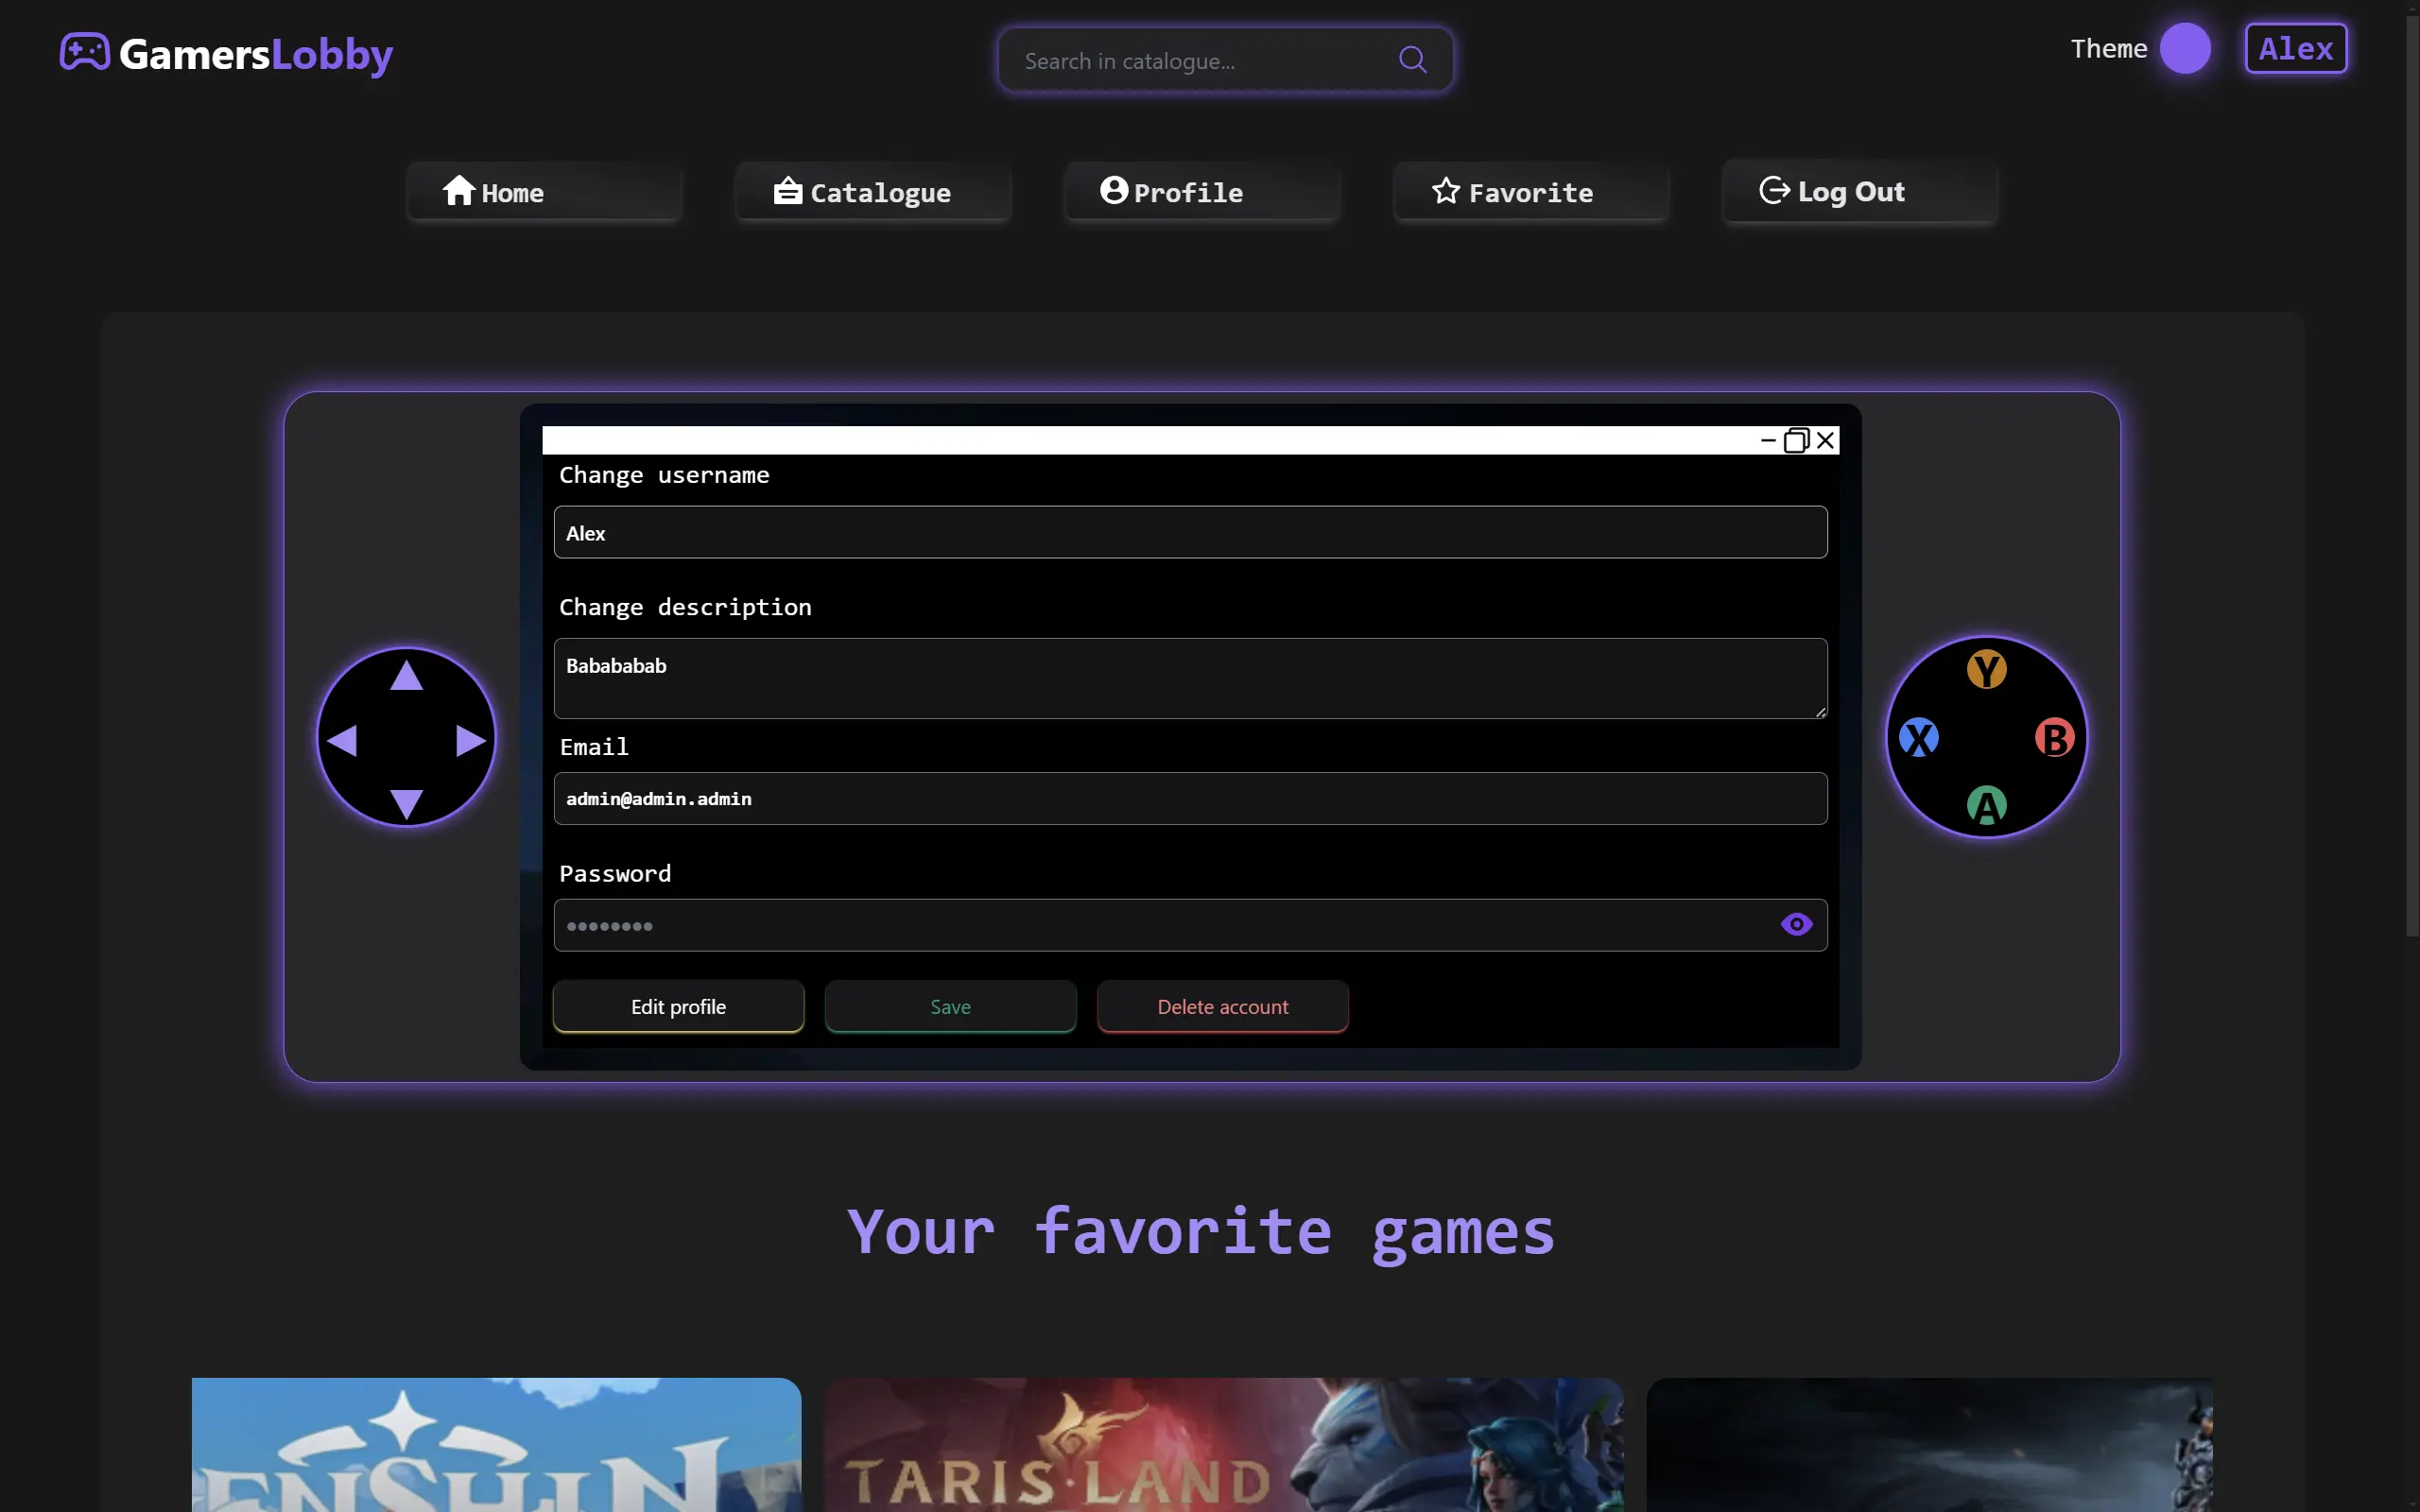 GamersLobby
Search in catalogue...
Theme
Alex
Home
Catalogue
Profile
Favorite
Log Out
Change username
Alex
Change description
Babababab
Email
admin@admin.admin
Password
Edit profile
Save
Delete account
Y
X
B
A
Your favorite games
ENSHIN
TARIS·LAND